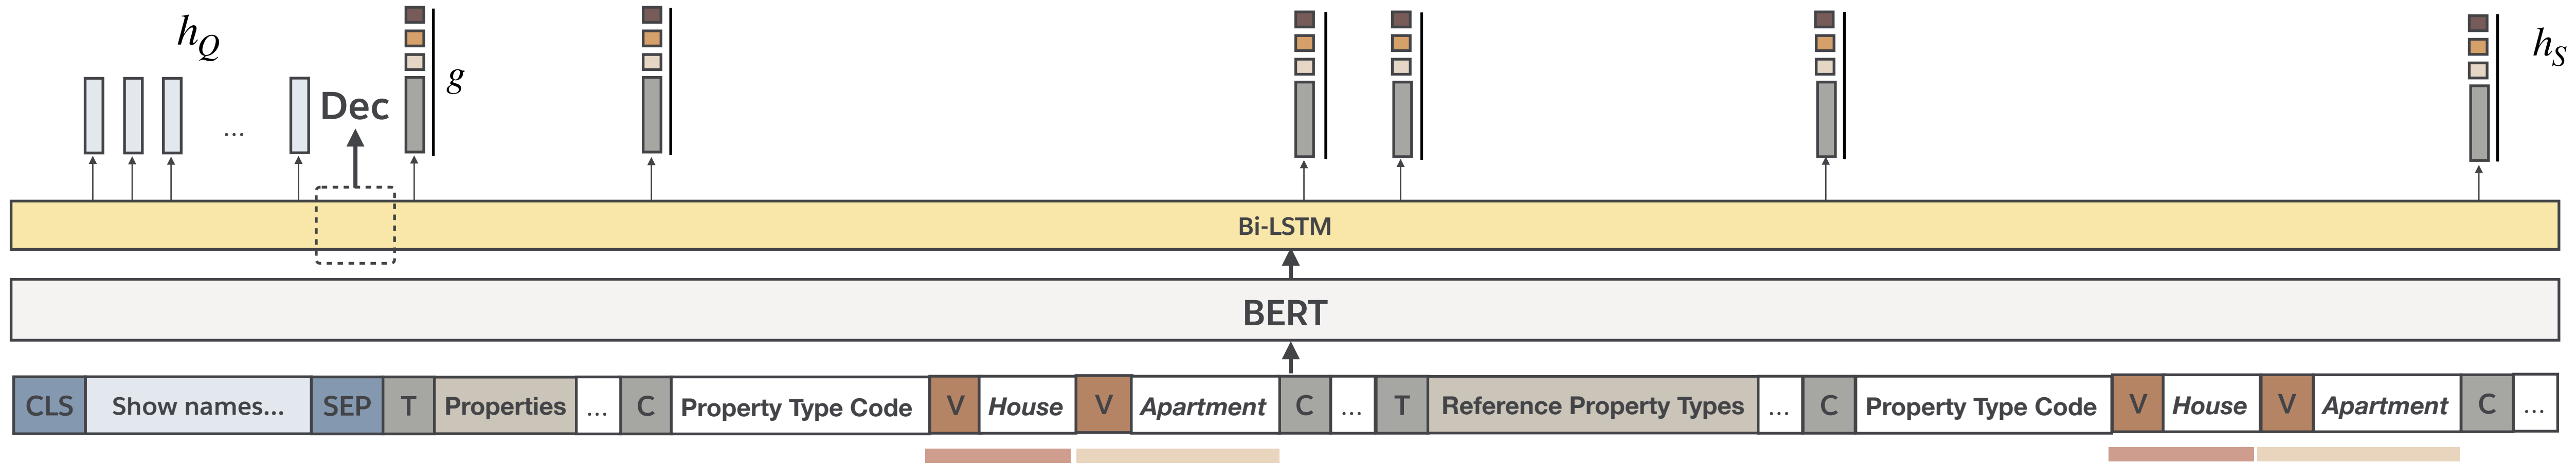 h_Q
Dec
g
h_S
...
Bi-LSTM
BERT
CLS Show names... SEP T Properties ... C Property Type Code V House V Apartment C ... T Reference Property Types ... C Property Type Code V House V Apartment C ...